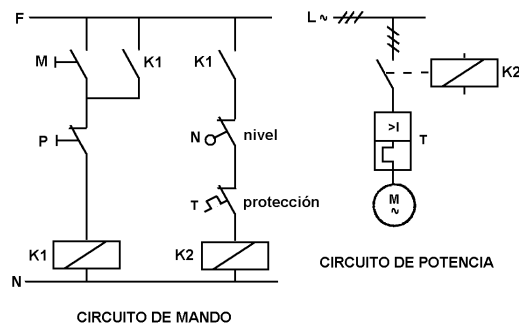 F
M
K1
K1
P
N
nivel
T
protección
K1
K2
N
CIRCUITO DE MANDO
L ~
K2
>I
T
M
~
CIRCUITO DE POTENCIA